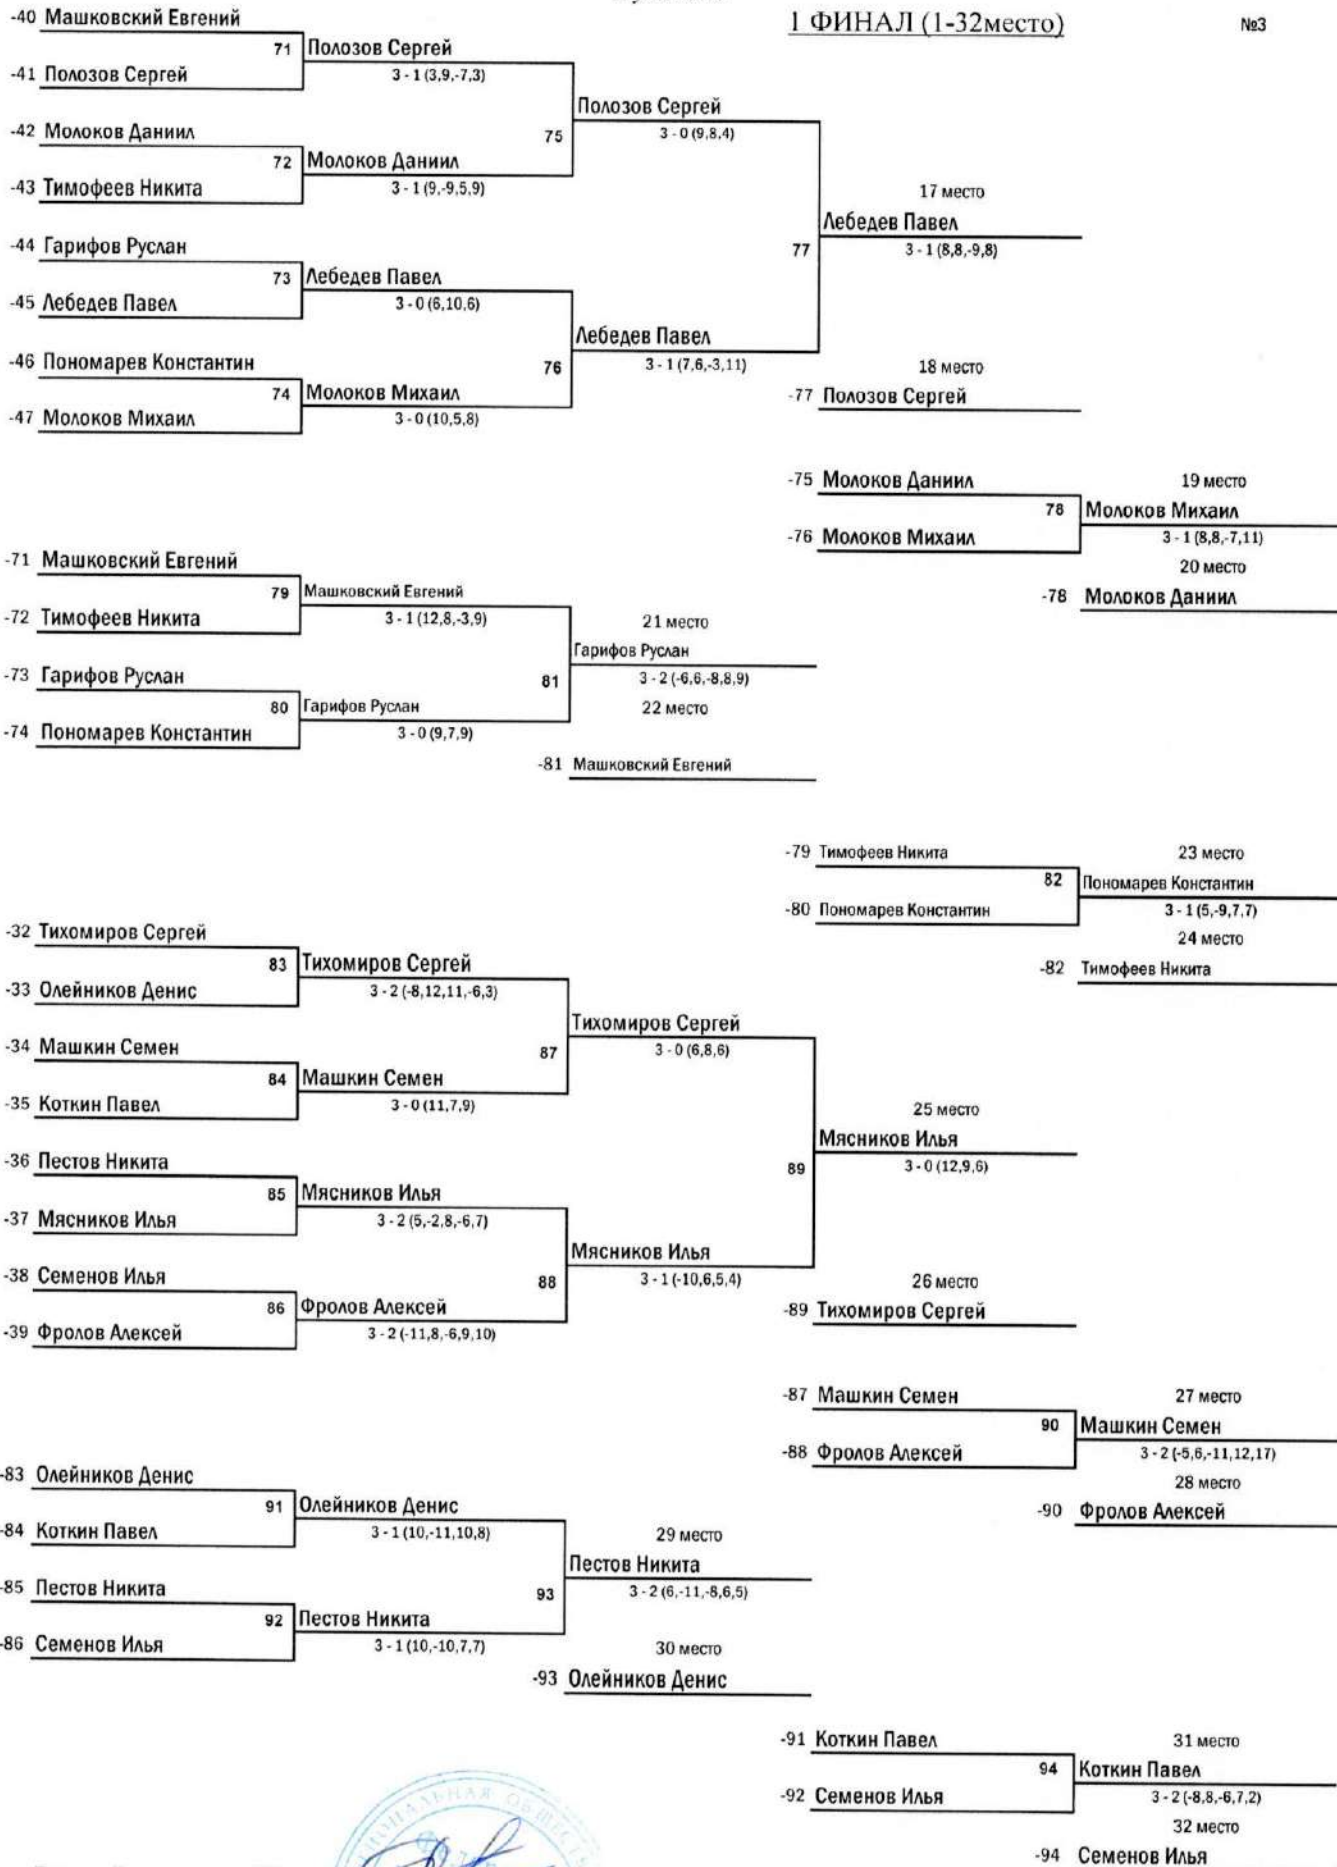 1 ФИНАЛ (1-32место)
№3
-40 Машковский Евгений
71 Полозов Сергей
-41 Полозов Сергей
3 - 1 (3,9,-7,3)
75 Полозов Сергей
3 - 0 (9,8,4)
-42 Молоков Даниил
72 Молоков Даниил
-43 Тимофеев Никита
3 - 1 (9,-9,5,9)
17 место
77 Лебедев Павел
3 - 1 (8,8,-9,8)
-44 Гарифов Руслан
73 Лебедев Павел
-45 Лебедев Павел
3 - 0 (6,10,6)
76 Лебедев Павел
3 - 1 (7,6,-3,11)
-46 Пономарев Константин
74 Молоков Михаил
-47 Молоков Михаил
3 - 0 (10,5,8)
18 место
-77 Полозов Сергей
-75 Молоков Даниил
19 место
78 Молоков Михаил
-76 Молоков Михаил
3 - 1 (8,8,-7,11)
20 место
-78 Молоков Даниил
-71 Машковский Евгений
79 Машковский Евгений
-72 Тимофеев Никита
3 - 1 (12,8,-3,9)
21 место
81 Гарифов Руслан
3 - 2 (-6,6,-8,8,9)
-73 Гарифов Руслан
80 Гарифов Руслан
-74 Пономарев Константин
3 - 0 (9,7,9)
22 место
-81 Машковский Евгений
-79 Тимофеев Никита
23 место
82 Пономарев Константин
-80 Пономарев Константин
3 - 1 (5,-9,7,7)
24 место
-82 Тимофеев Никита
-32 Тихомиров Сергей
83 Тихомиров Сергей
-33 Олейников Денис
3 - 2 (-8,12,11,-6,3)
87 Тихомиров Сергей
3 - 0 (6,8,6)
-34 Машкин Семен
84 Машкин Семен
-35 Коткин Павел
3 - 0 (11,7,9)
25 место
89 Мясников Илья
3 - 0 (12,9,6)
-36 Пестов Никита
85 Мясников Илья
-37 Мясников Илья
3 - 2 (5,-2,8,-6,7)
88 Мясников Илья
3 - 1 (-10,6,5,4)
-38 Семенов Илья
86 Фролов Алексей
-39 Фролов Алексей
3 - 2 (-11,8,-6,9,10)
26 место
-89 Тихомиров Сергей
-87 Машкин Семен
27 место
90 Машкин Семен
-88 Фролов Алексей
3 - 2 (-5,6,-11,12,17)
28 место
-90 Фролов Алексей
-83 Олейников Денис
91 Олейников Денис
-84 Коткин Павел
3 - 1 (10,-11,10,8)
29 место
93 Пестов Никита
3 - 2 (6,-11,-8,6,5)
-85 Пестов Никита
92 Пестов Никита
-86 Семенов Илья
3 - 1 (10,-10,7,7)
30 место
-93 Олейников Денис
-91 Коткин Павел
31 место
94 Коткин Павел
-92 Семенов Илья
3 - 2 (-8,8,-6,7,2)
32 место
-94 Семенов Илья